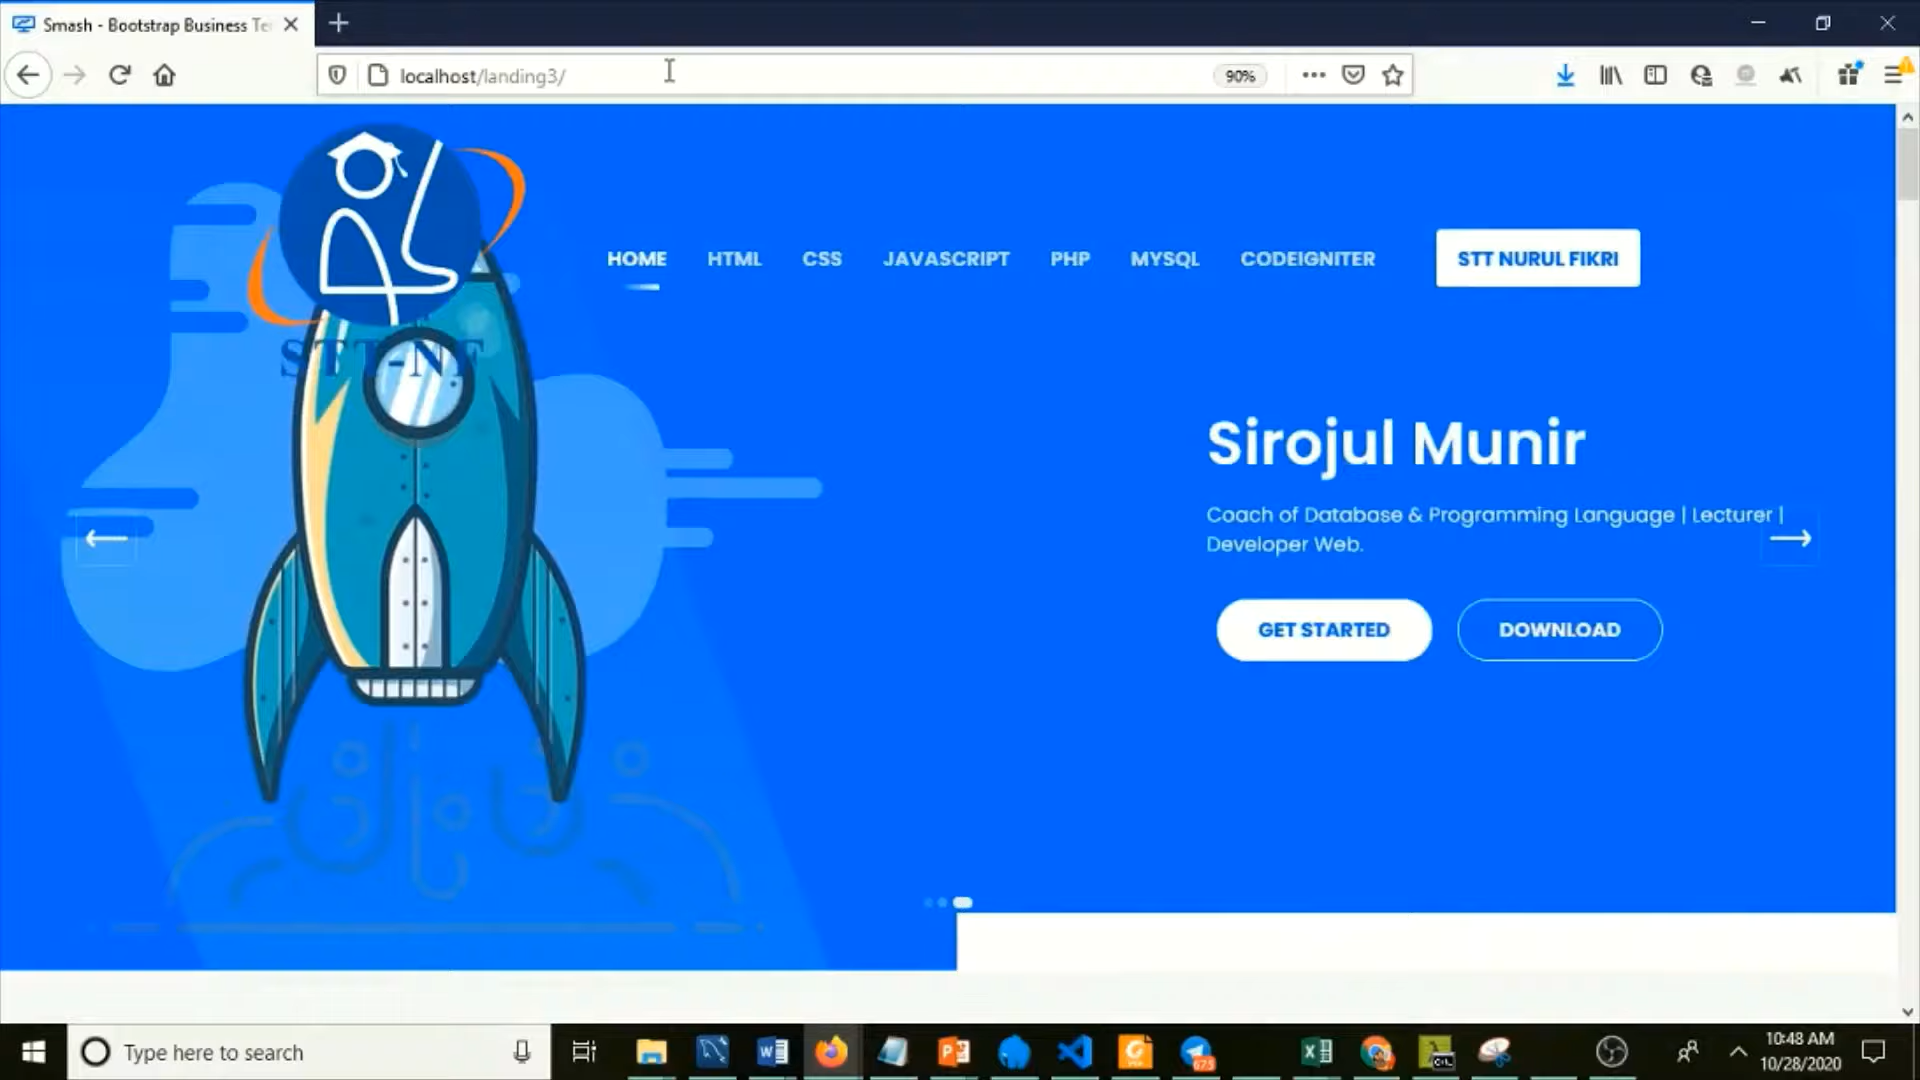 Smash - Bootstrap Business Te
localhost/landing3/
90%
HOME
HTML
CSS
JAVASCRIPT
PHP
MYSQL
CODEIGNITER
STT NURUL FIKRI
STT-NF
Sirojul Munir
Coach of Database & Programming Language | Lecturer |
Developer Web.
GET STARTED
DOWNLOAD
Type here to search
10:48 AM
10/28/2020